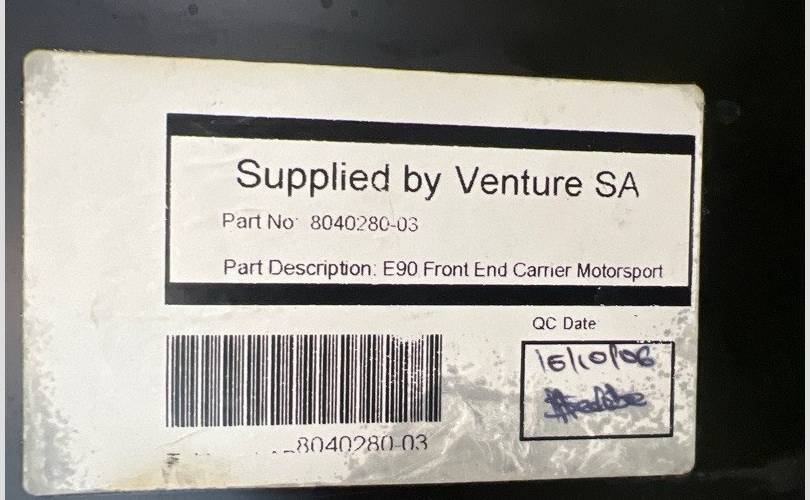 Supplied by Venture SA
Part No: 8040280-03
Part Description: E90 Front End Carrier Motorsport
QC Date
16/10/06
8040280-03